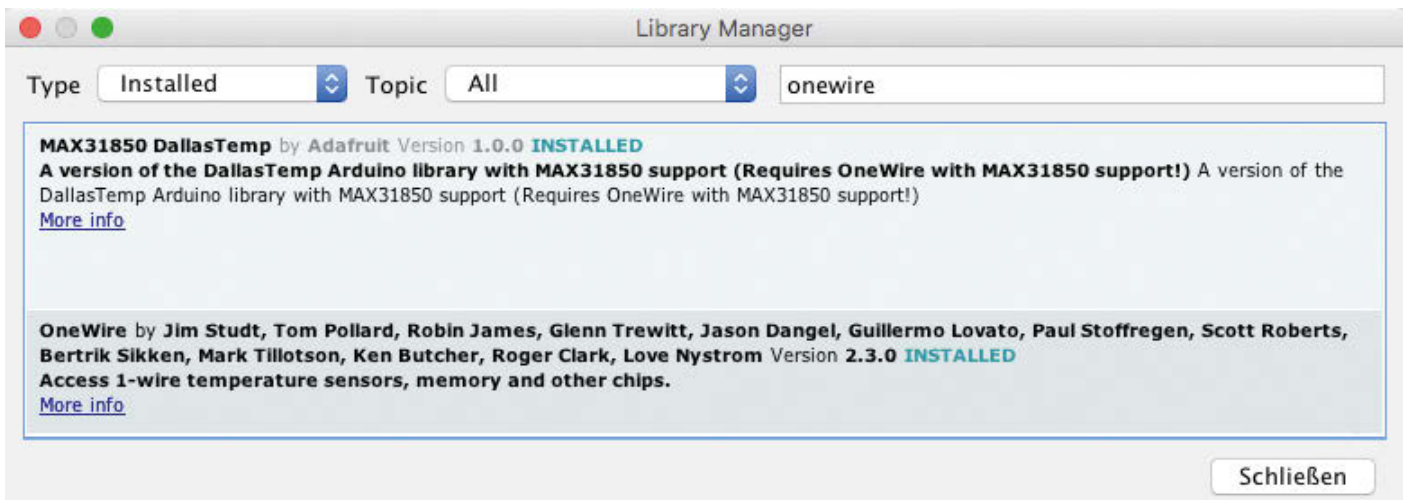 Library Manager
Type Installed Topic All onewire
MAX31850 DallasTemp by Adafruit Version 1.0.0 INSTALLED
A version of the DallasTemp Arduino library with MAX31850 support (Requires OneWire with MAX31850 support!) A version of the
DallasTemp Arduino library with MAX31850 support (Requires OneWire with MAX31850 support!)
More info
OneWire by Jim Studt, Tom Pollard, Robin James, Glenn Trewitt, Jason Dangel, Guillermo Lovato, Paul Stoffregen, Scott Roberts,
Bertrik Sikken, Mark Tillotson, Ken Butcher, Roger Clark, Love Nystrom Version 2.3.0 INSTALLED
Access 1-wire temperature sensors, memory and other chips.
More info
Schließen